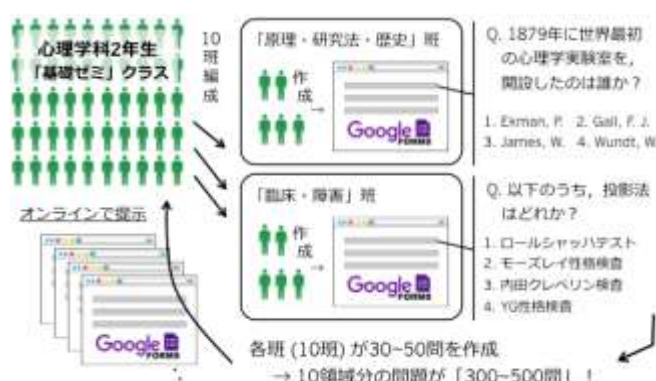 心理学科2年生
「基礎ゼミ」クラス
10
班
編
成
「原理・研究法・歴史」班
作
成
→
Google
FORMS
Q. 1879年に世界最初
の心理学実験室を,
開設したのは誰か？
1. Ekman, P.  2. Gall, F. J.
3. James, W.  4. Wundt, W.
「臨床・障害」班
作
成
→
Google
FORMS
Q. 以下のうち，投影法
はどれか？
1. ロールシャッハテスト
2. モーズレイ性格検査
3. 内田クレペリン検査
4. YG性格検査
オンラインで提示
Google
FORMS
各班 (10班) が30~50問を作成
→ 10領域分の問題が「300~500問」！